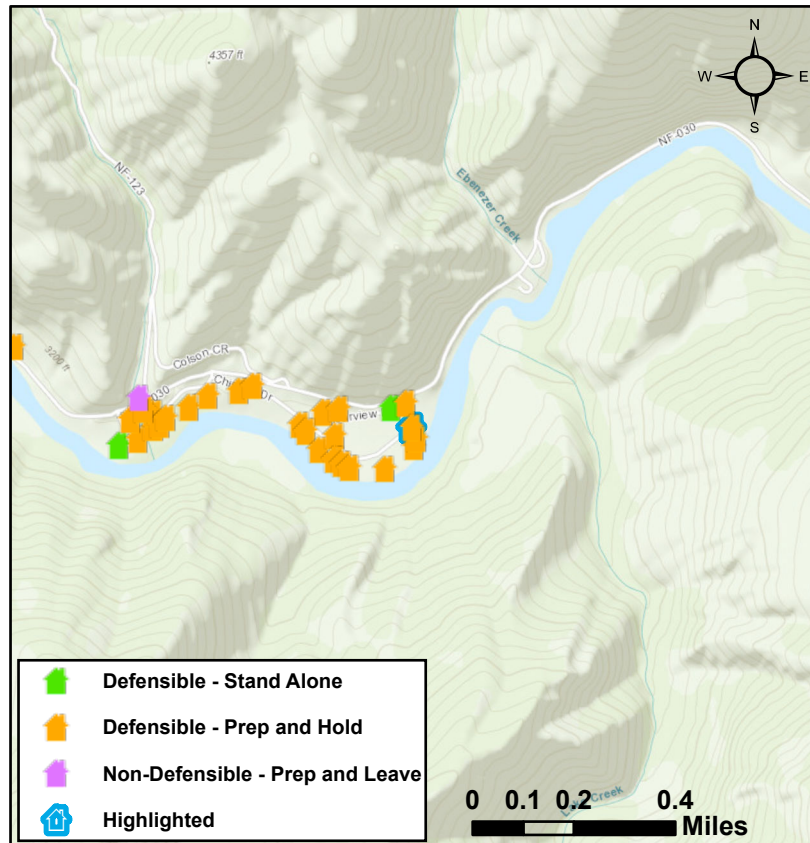 4357 ft
N
W
E
S
NF-030
NF-123
Ebenezer Creek
3200 ft
Colson CR
030
Dr
rview
Defensible - Stand Alone
Defensible - Prep and Hold
Non-Defensible - Prep and Leave
Highlighted
0 0.1 0.2 0.4
Miles
Creek